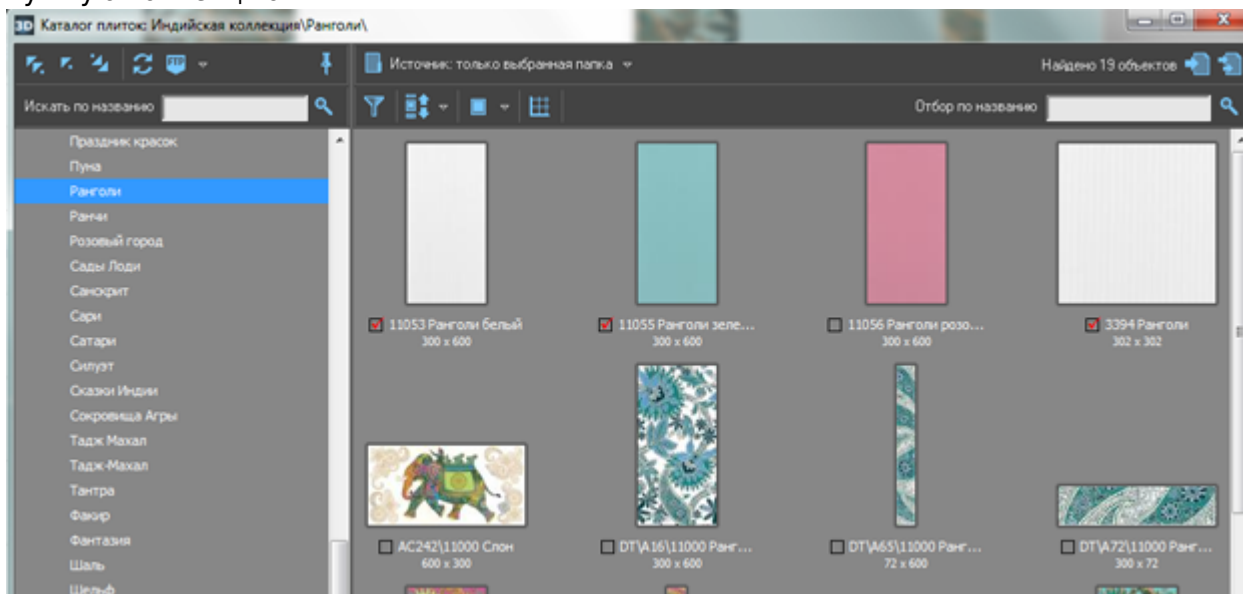 3D Каталог плиток: Индийская коллекция\Ранголи\
FTP
Источник: только выбранная папка
Найдено 19 объектов
Искать по названию
Отбор по названию
Праздник красок
Пуна
Ранголи
Ранчи
Розовый город
Сады Лоди
Санскрит
Сари
Сатари
Силуэт
Сказки Индии
Сокровища Агры
Тадж Махал
Тадж-Махал
Тантра
Факир
Фантазия
Шаль
Шельф
11053 Ранголи белый
300 x 600
11055 Ранголи зеле...
300 x 600
11056 Ранголи розо...
300 x 600
3394 Ранголи
302 x 302
AC242\11000 Слон
600 x 300
DT\A16\11000 Ранг...
300 x 600
DT\A65\11000 Ранг...
72 x 600
DT\A72\11000 Ранг...
300 x 72